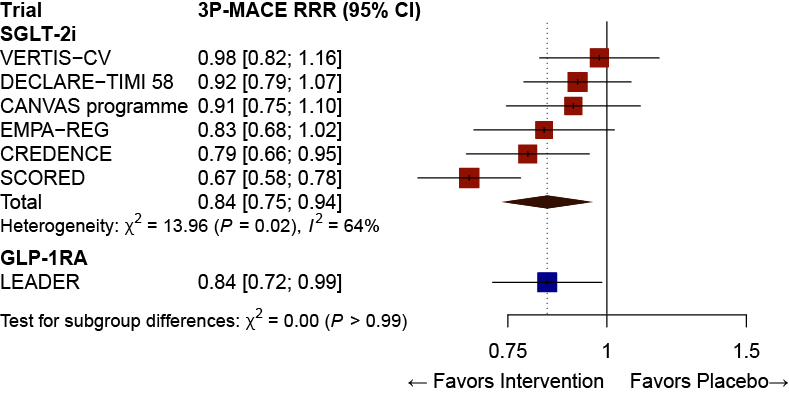 Trial 3P-MACE RRR (95% CI)
SGLT-2i
VERTIS−CV 0.98 [0.82; 1.16]
DECLARE−TIMI 58 0.92 [0.79; 1.07]
CANVAS programme 0.91 [0.75; 1.10]
EMPA−REG 0.83 [0.68; 1.02]
CREDENCE 0.79 [0.66; 0.95]
SCORED 0.67 [0.58; 0.78]
Total 0.84 [0.75; 0.94]
Heterogeneity: χ² = 13.96 (P = 0.02), I² = 64%
GLP-1RA
LEADER 0.84 [0.72; 0.99]
Test for subgroup differences: χ² = 0.00 (P > 0.99)
0.75 1 1.5
← Favors Intervention Favors Placebo→